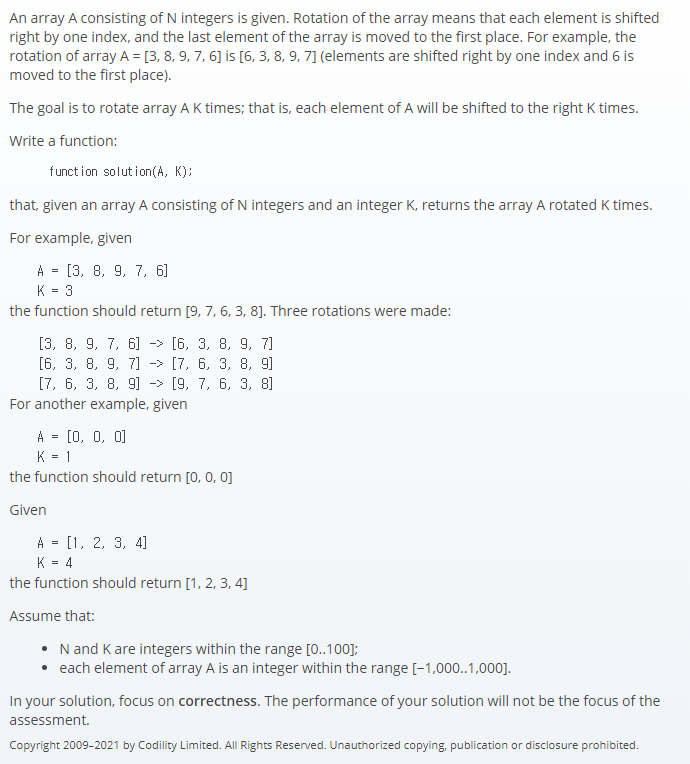 An array A consisting of N integers is given. Rotation of the array means that each element is shifted
right by one index, and the last element of the array is moved to the first place. For example, the
rotation of array A = [3, 8, 9, 7, 6] is [6, 3, 8, 9, 7] (elements are shifted right by one index and 6 is
moved to the first place).
The goal is to rotate array A K times; that is, each element of A will be shifted to the right K times.
Write a function:
function solution(A, K);
that, given an array A consisting of N integers and an integer K, returns the array A rotated K times.
For example, given
A = [3, 8, 9, 7, 6]
K = 3
the function should return [9, 7, 6, 3, 8]. Three rotations were made:
[3, 8, 9, 7, 6] -> [6, 3, 8, 9, 7]
[6, 3, 8, 9, 7] -> [7, 6, 3, 8, 9]
[7, 6, 3, 8, 9] -> [9, 7, 6, 3, 8]
For another example, given
A = [0, 0, 0]
K = 1
the function should return [0, 0, 0]
Given
A = [1, 2, 3, 4]
K = 4
the function should return [1, 2, 3, 4]
Assume that:
• N and K are integers within the range [0..100];
• each element of array A is an integer within the range [−1,000..1,000].
In your solution, focus on correctness. The performance of your solution will not be the focus of the
assessment.
Copyright 2009–2021 by Codility Limited. All Rights Reserved. Unauthorized copying, publication or disclosure prohibited.